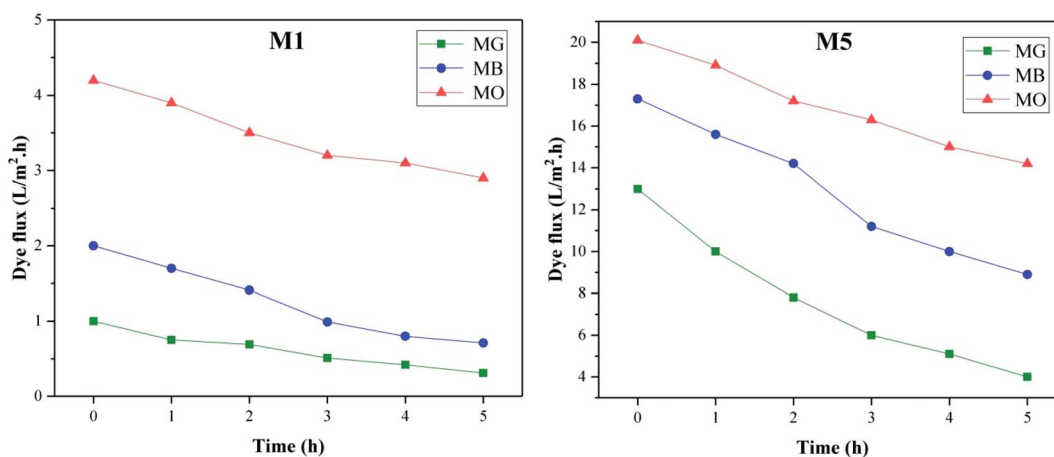 M1
MG
MB
MO
Dye flux (L/m².h)
5
4
3
2
1
0
0 1 2 3 4 5
Time (h)
M5
MG
MB
MO
Dye flux (L/m².h)
20
18
16
14
12
10
8
6
4
0 1 2 3 4 5
Time (h)